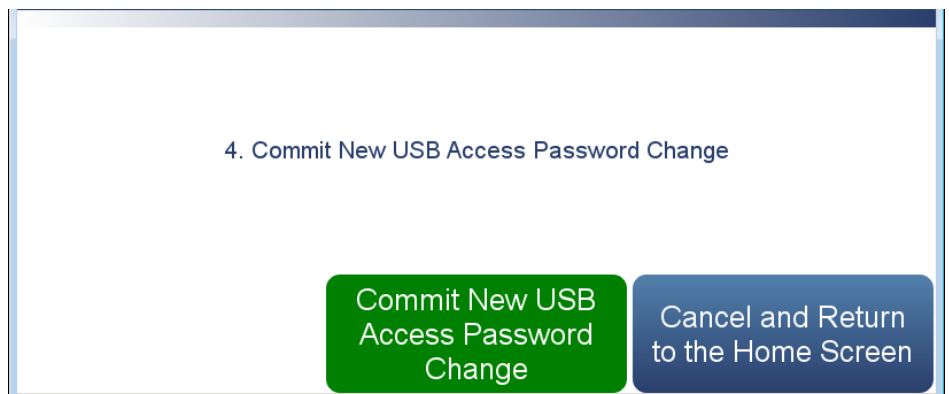 4. Commit New USB Access Password Change
Commit New USB
Access Password
Change
Cancel and Return
to the Home Screen